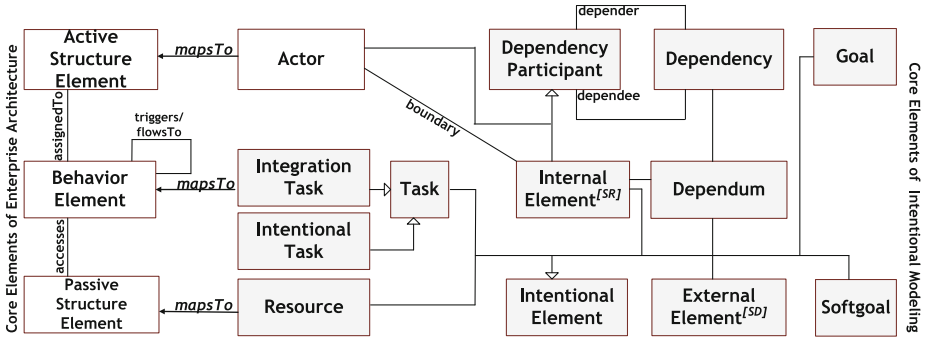 Core Elements of Enterprise Architecture
Active
Structure
Element
mapsTo
Actor
depender
Dependency
Participant
Dependency
dependee
Goal
assignedTo
triggers/
flowsTo
boundary
Behavior
Element
mapsTo
Integration
Task
Task
Internal
Element[SR]
Dependum
Intentional
Task
accesses
Passive
Structure
Element
mapsTo
Resource
Intentional
Element
External
Element[SD]
Softgoal
Core Elements of Intentional Modeling